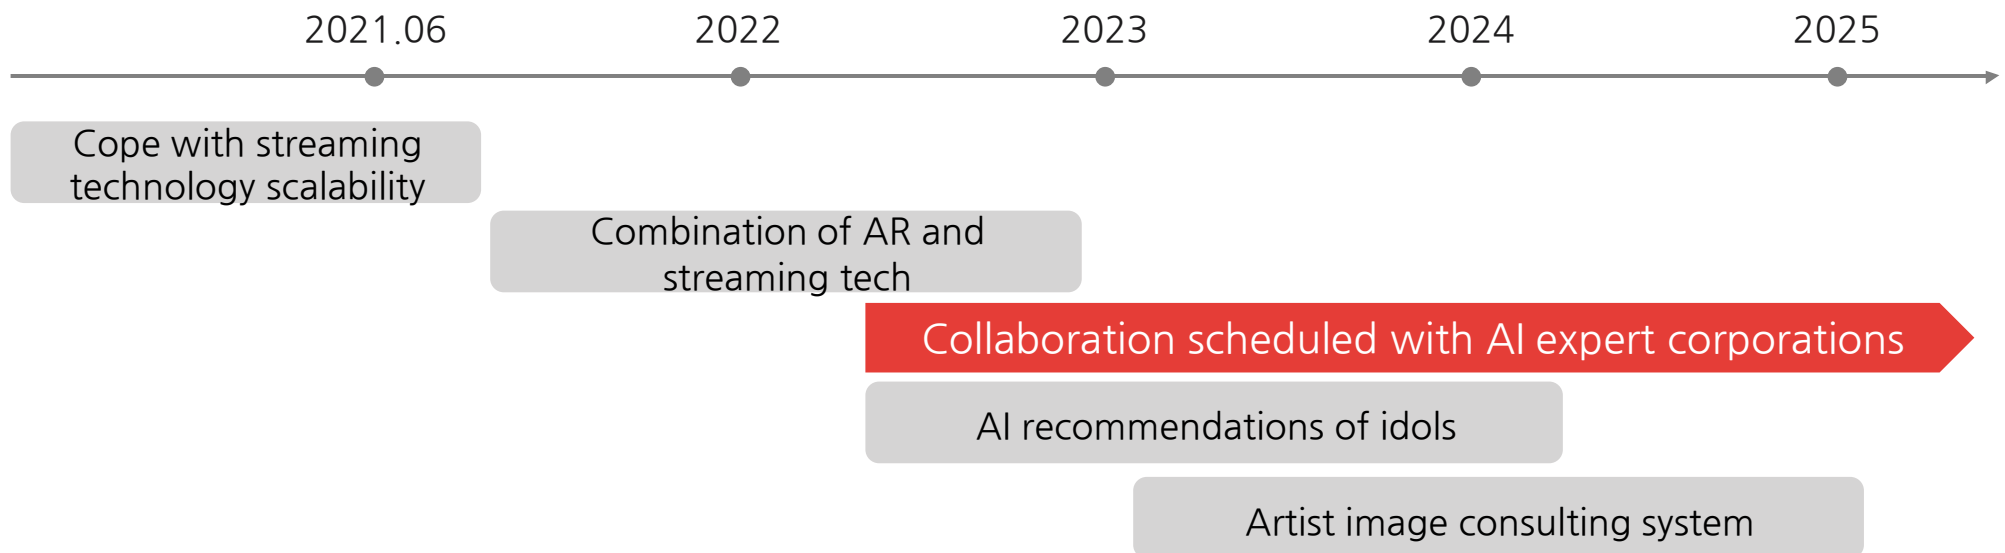 2021.06 2022 2023 2024 2025
Cope with streaming
technology scalability
Combination of AR and
streaming tech
Collaboration scheduled with AI expert corporations
AI recommendations of idols
Artist image consulting system